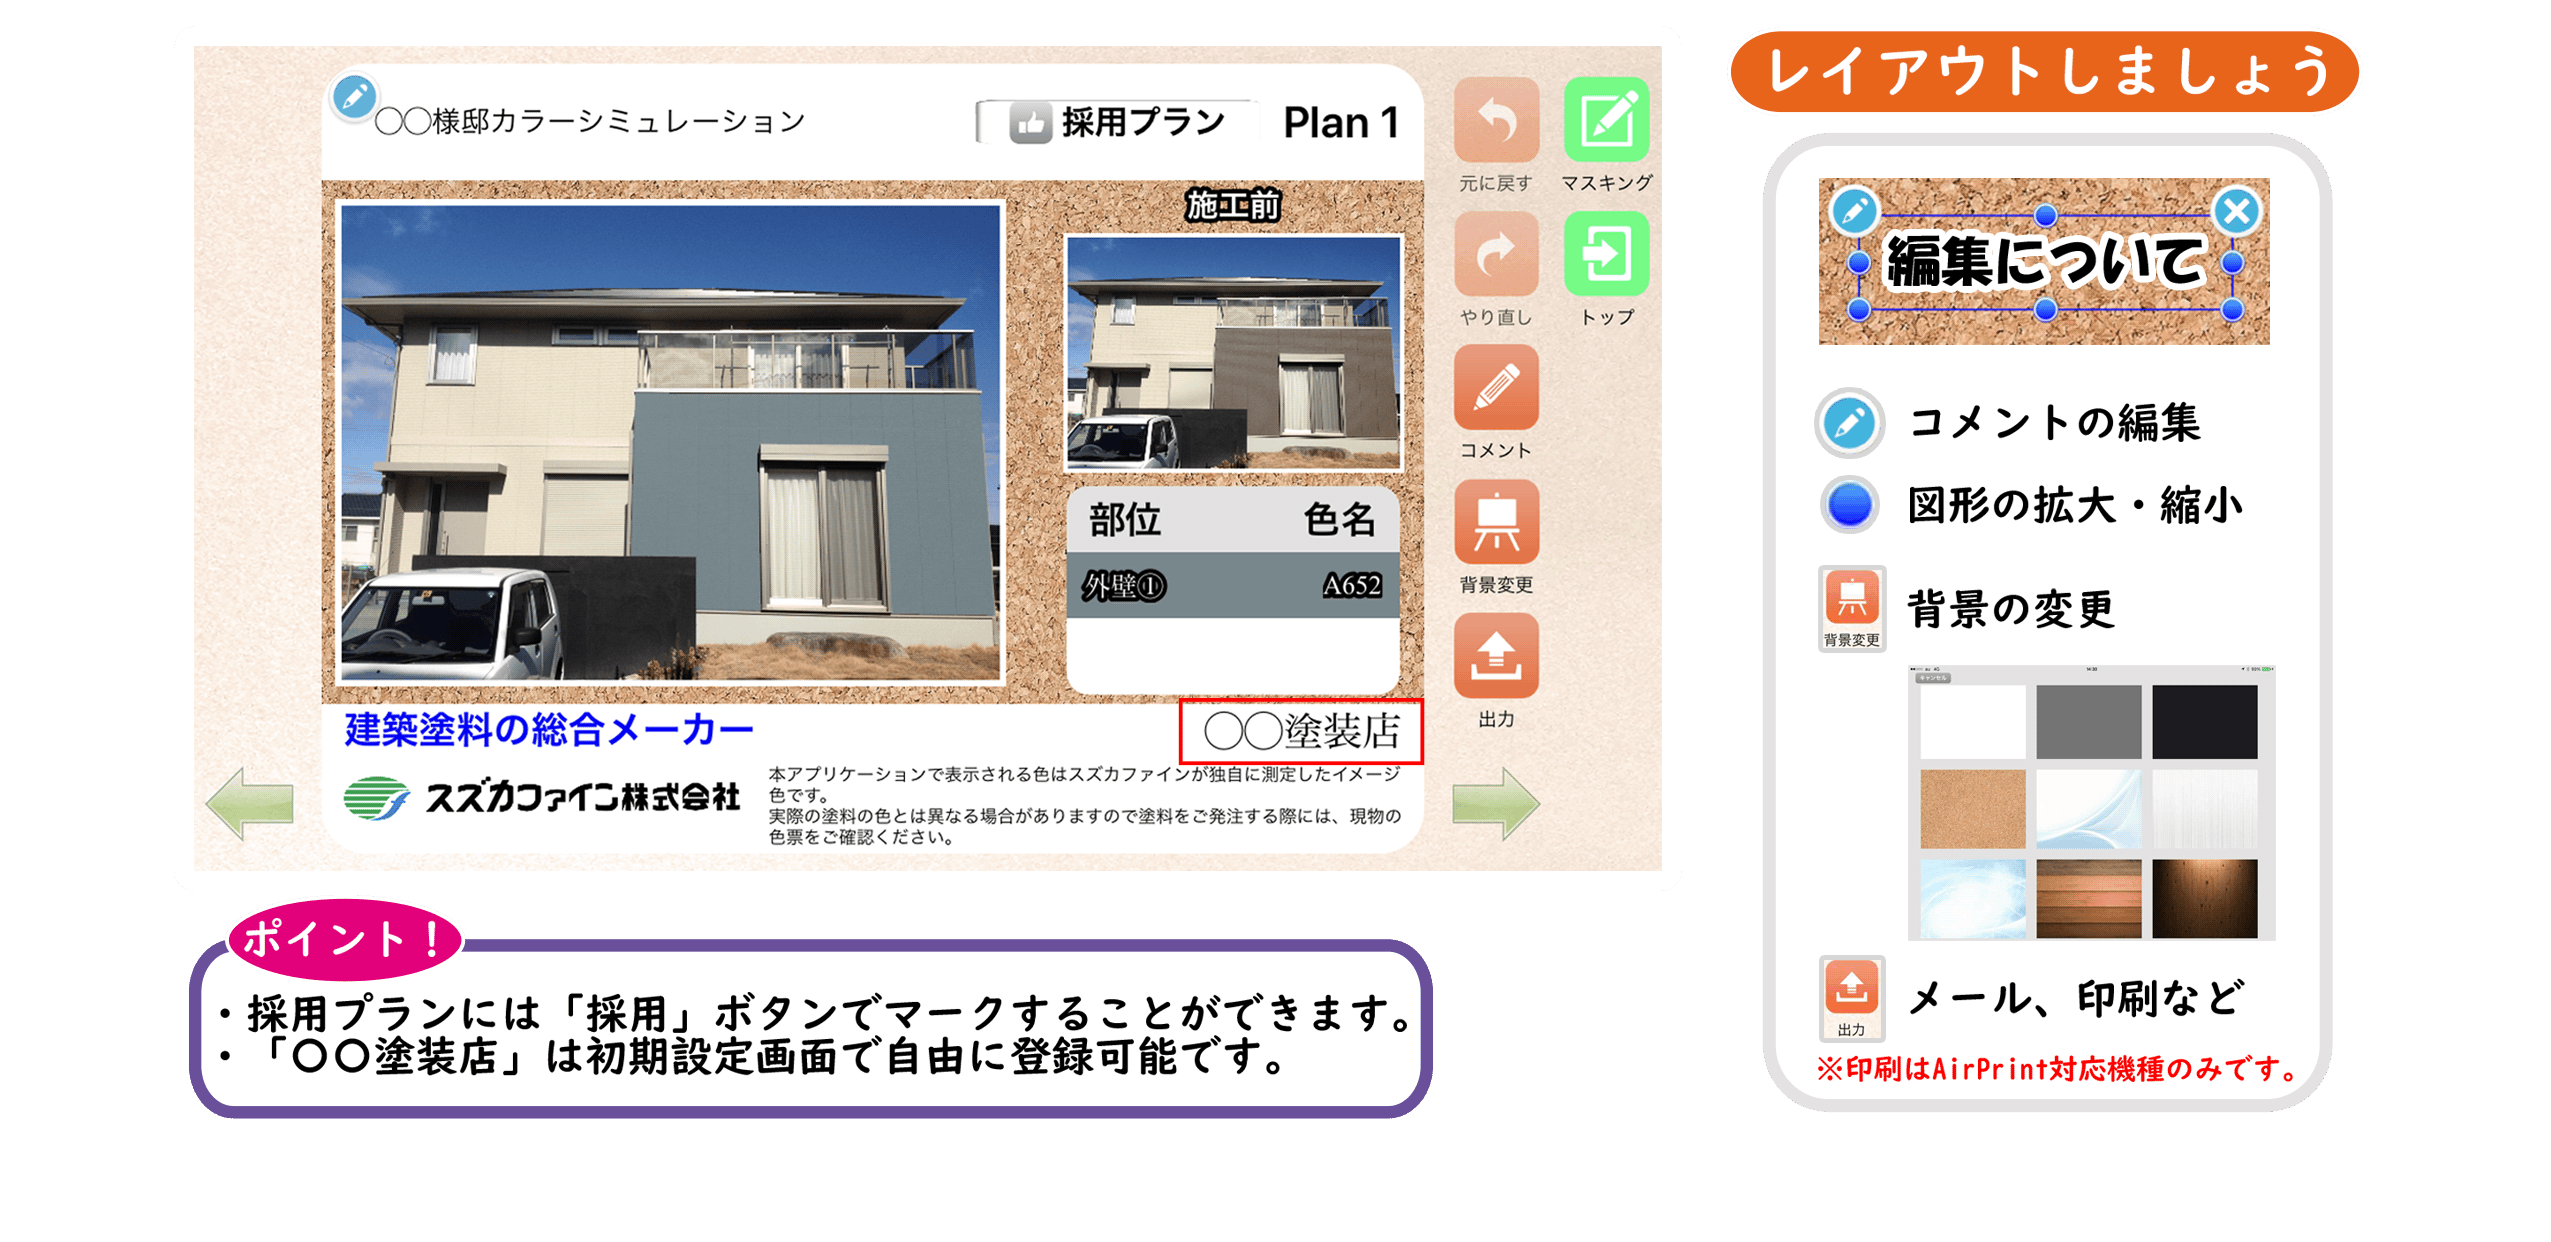 〇〇様邸カラーシミュレーション
採用プラン
Plan 1
施工前
部位 色名
外壁① A652
建築塗料の総合メーカー
〇〇塗装店
スズカファイン株式会社
本アプリケーションで表示される色はスズカファインが独自に測定したイメージ
色です。
実際の塗料の色とは異なる場合がありますので塗料をご発注する際には、現物の
色票をご確認ください。
元に戻す
マスキング
やり直し
トップ
コメント
背景変更
出力
ポイント！
・採用プランには「採用」ボタンでマークすることができます。
・「〇〇塗装店」は初期設定画面で自由に登録可能です。
レイアウトしましょう
編集について
コメントの編集
図形の拡大・縮小
背景変更
背景の変更
キャンセル
出力
メール、印刷など
※印刷はAirPrint対応機種のみです。